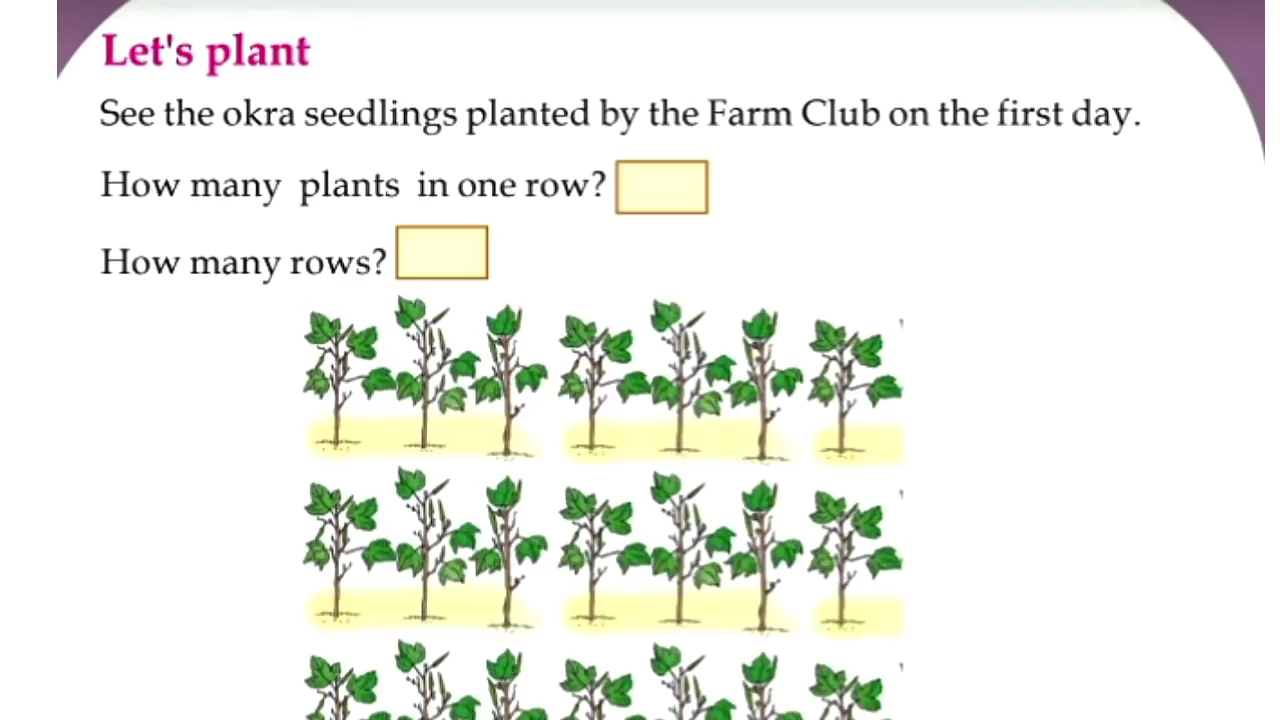 Let's plant
See the okra seedlings planted by the Farm Club on the first day.
How many plants in one row?
How many rows?